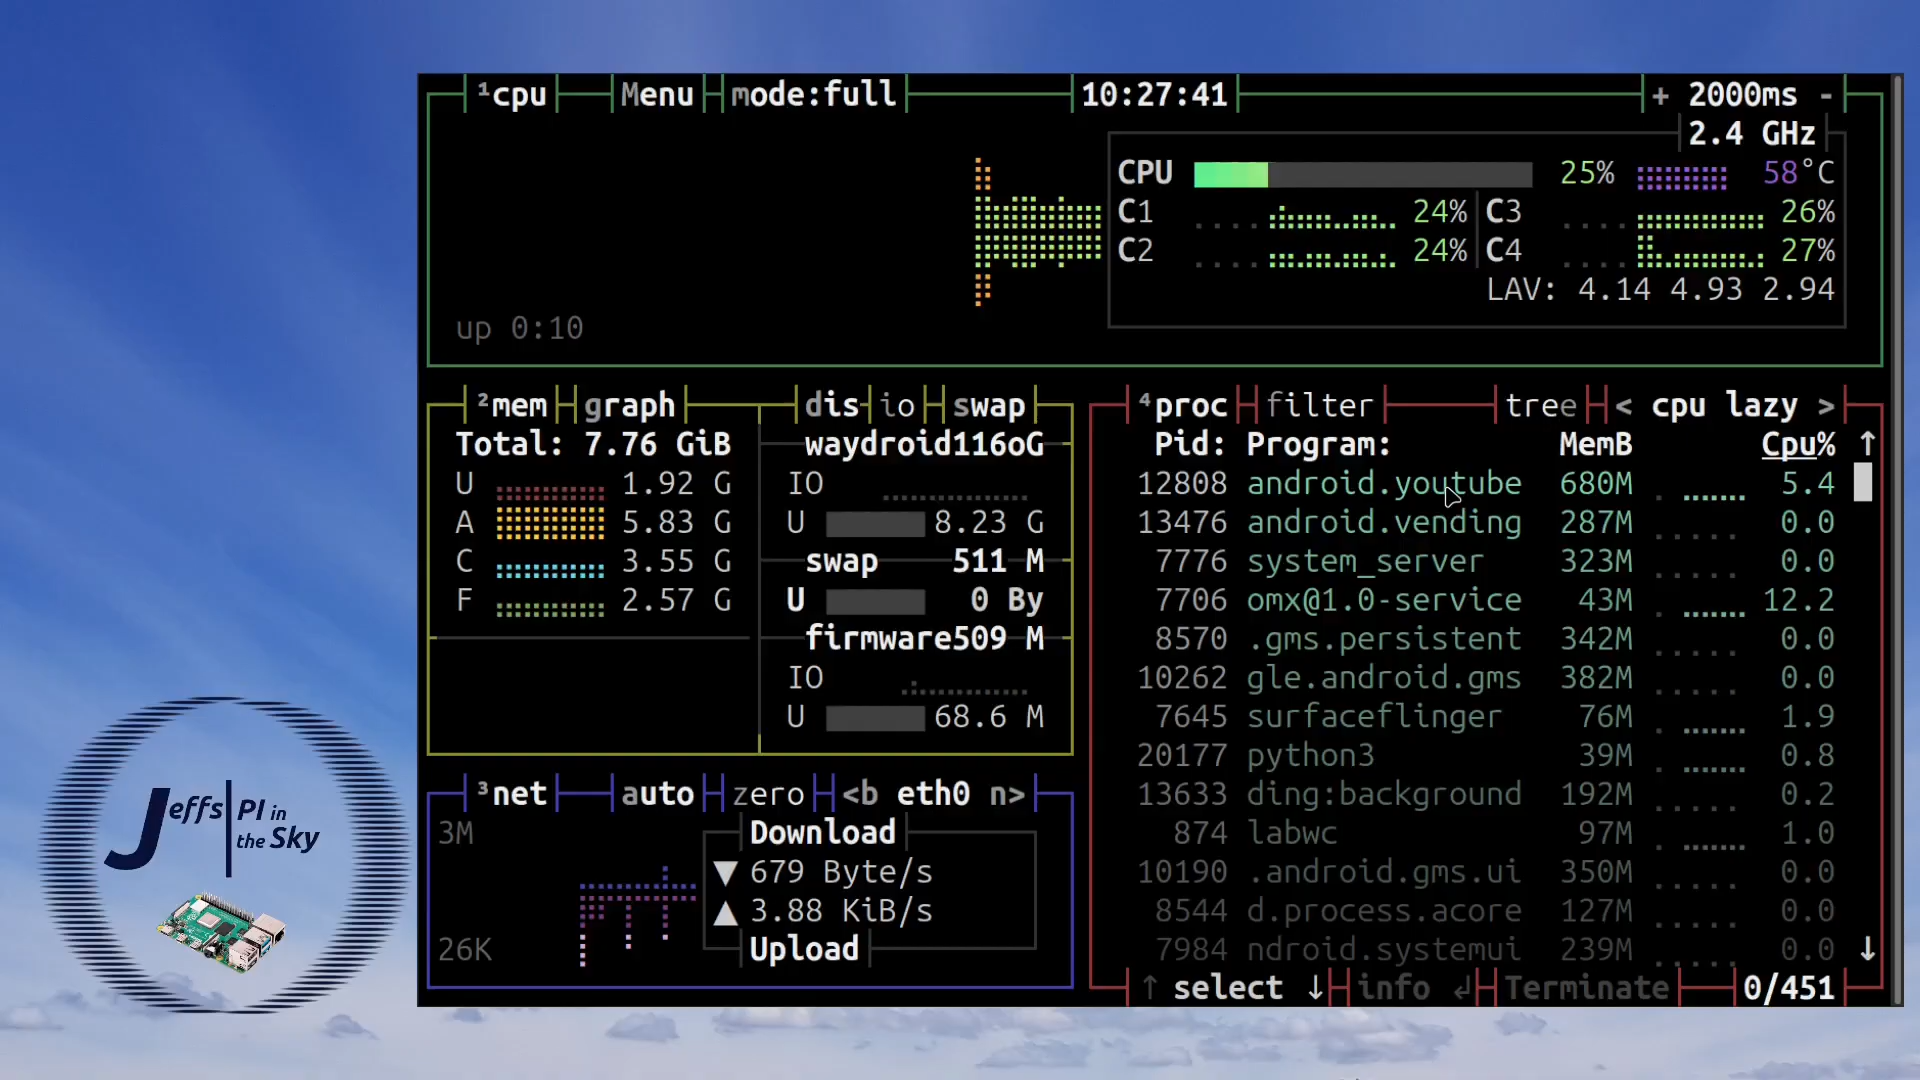 ¹cpu Menu mode:full 10:27:41 + 2000ms -
2.4 GHz
CPU 25% 58°C
C1 24% C3 26%
C2 24% C4 27%
LAV: 4.14 4.93 2.94
up 0:10
²mem graph
Total: 7.76 GiB
U 1.92 G
A 5.83 G
C 3.55 G
F 2.57 G
dis io swap
waydroid116oG
IO
U 8.23 G
swap 511 M
U 0 By
firmware509 M
IO
U 68.6 M
³net auto zero <b eth0 n>
3M
Download
▼ 679 Byte/s
▲ 3.88 KiB/s
26K
Upload
⁴proc filter tree < cpu lazy >
Pid: Program: MemB Cpu% ↑
12808 android.youtube 680M 5.4
13476 android.vending 287M 0.0
7776 system_server 323M 0.0
7706 omx@1.0-service 43M 12.2
8570 .gms.persistent 342M 0.0
10262 gle.android.gms 382M 0.0
7645 surfaceflinger 76M 1.9
20177 python3 39M 0.8
13633 ding:background 192M 0.2
874 labwc 97M 1.0
10190 .android.gms.ui 350M 0.0
8544 d.process.acore 127M 0.0
7984 ndroid.systemui 239M 0.0 ↓
↑ select ↓ info ↲ Terminate 0/451
Jeffs PI in
the Sky